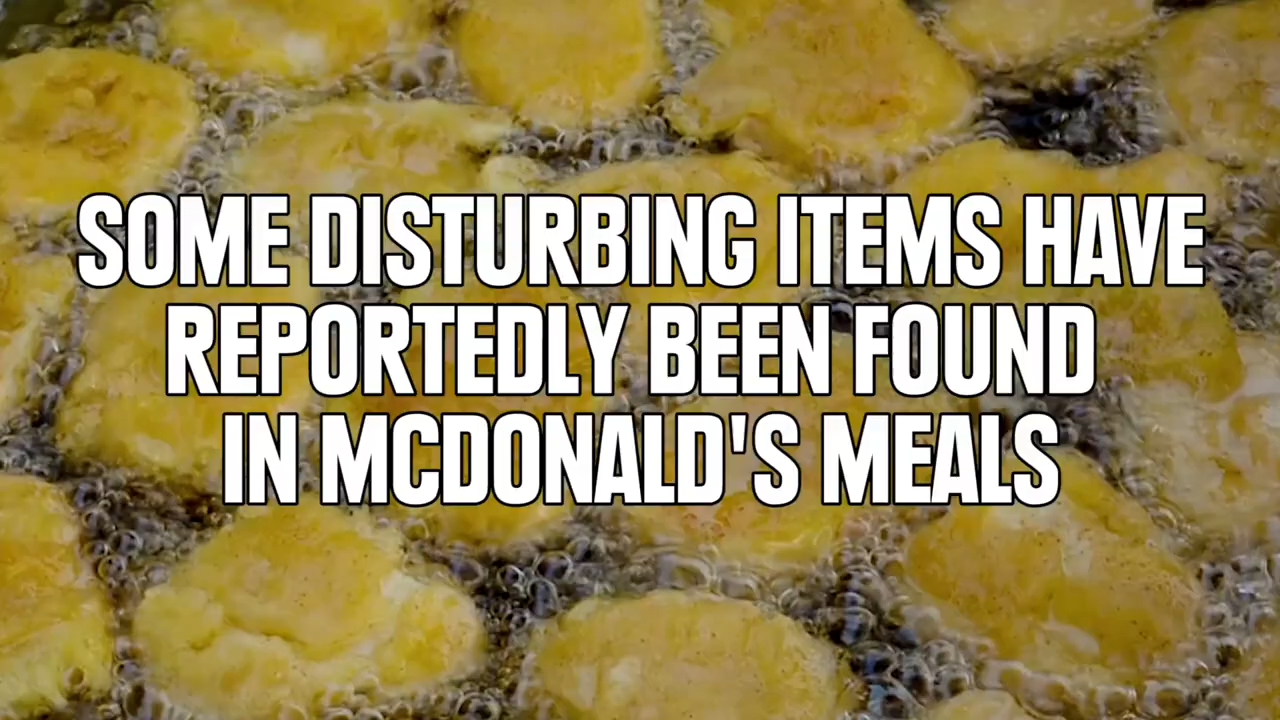 SOME DISTURBING ITEMS HAVE
REPORTEDLY BEEN FOUND
IN MCDONALD'S MEALS